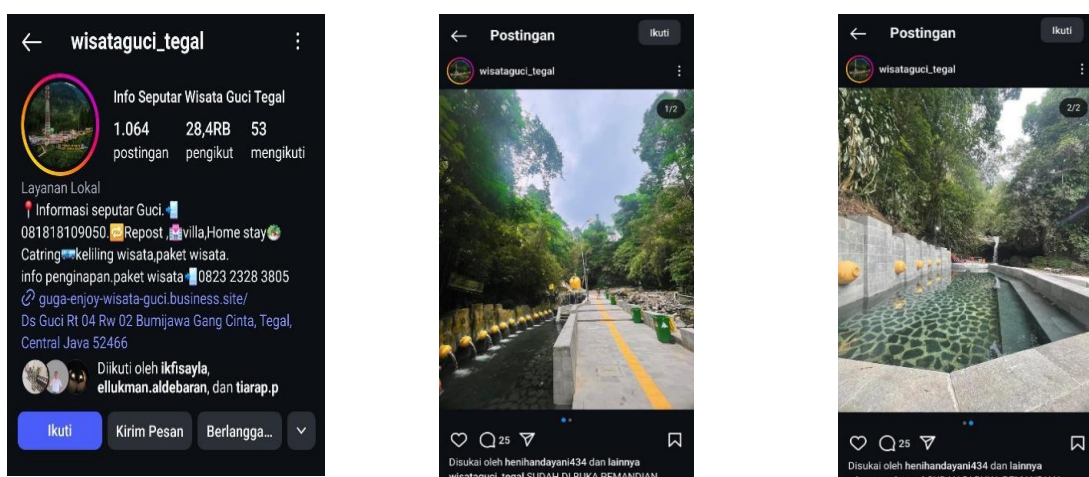 wisataguci_tegal
Info Seputar Wisata Guci Tegal
1.064 28,4RB 53
postingan pengikut mengikuti
Layanan Lokal
📍Informasi seputar Guci.📲
081818109050.🔁Repost ,🏩villa,Home stay
Catring🚌keliling wisata,paket wisata.
info penginapan.paket wisata📲0823 2328 3805
guga-enjoy-wisata-guci.business.site/
Ds Guci Rt 04 Rw 02 Bumijawa Gang Cinta, Tegal,
Central Java 52466
Diikuti oleh ikfisayla,
ellukman.aldebaran, dan tiarap.p
Ikuti Kirim Pesan Berlangga...
Postingan Ikuti
wisataguci_tegal
1/2
25
Disukai oleh henihandayani434 dan lainnya
wisataguci_tegal SUDAH DI BUKA PEMANDIAN
Postingan Ikuti
wisataguci_tegal
2/2
25
Disukai oleh henihandayani434 dan lainnya